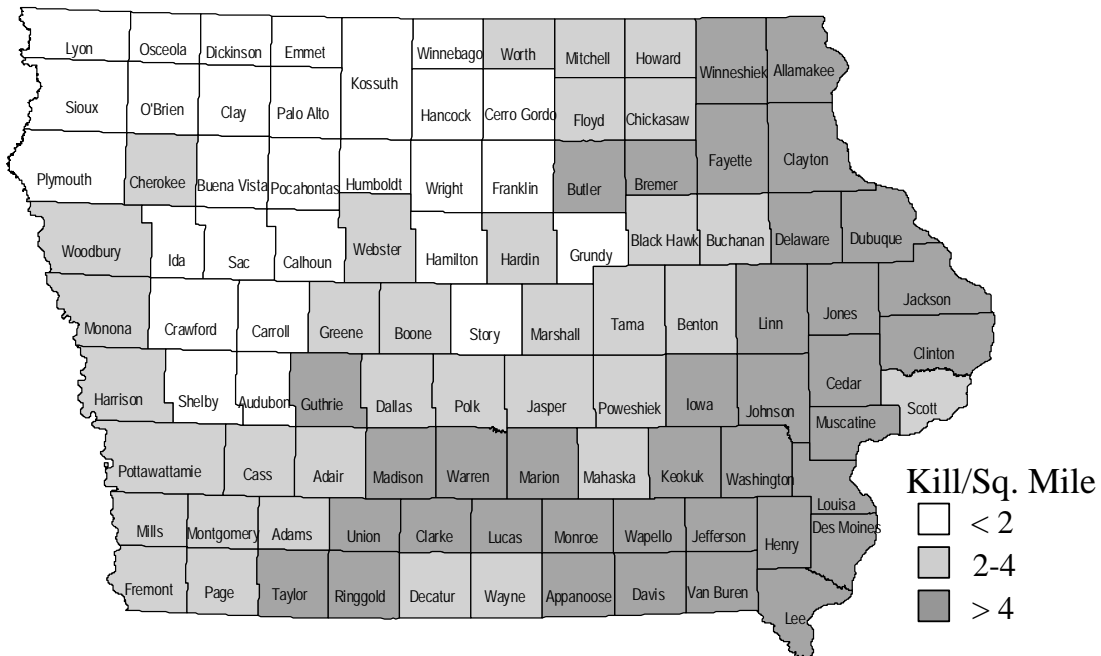 Lyon Osceola Dickinson Emmet Winnebago Worth Mitchell Howard Winneshiek Allamakee
Kossuth
Sioux O'Brien Clay Palo Alto Hancock Cerro Gordo Floyd Chickasaw
Plymouth Cherokee Buena Vista Pocahontas Humboldt Wright Franklin Butler Bremer Fayette Clayton
Woodbury Ida Sac Calhoun Webster Hamilton Hardin Grundy Black Hawk Buchanan Delaware Dubuque
Monona Crawford Carroll Greene Boone Story Marshall Tama Benton Linn Jones Jackson
Clinton
Harrison Shelby Audubon Guthrie Dallas Polk Jasper Poweshiek Iowa Johnson Cedar Scott
Muscatine
Pottawattamie Cass Adair Madison Warren Marion Mahaska Keokuk Washington
Louisa
Mills Montgomery Adams Union Clarke Lucas Monroe Wapello Jefferson Henry Des Moines
Fremont Page Taylor Ringgold Decatur Wayne Appanoose Davis Van Buren
Lee
Kill/Sq. Mile
< 2
2-4
> 4